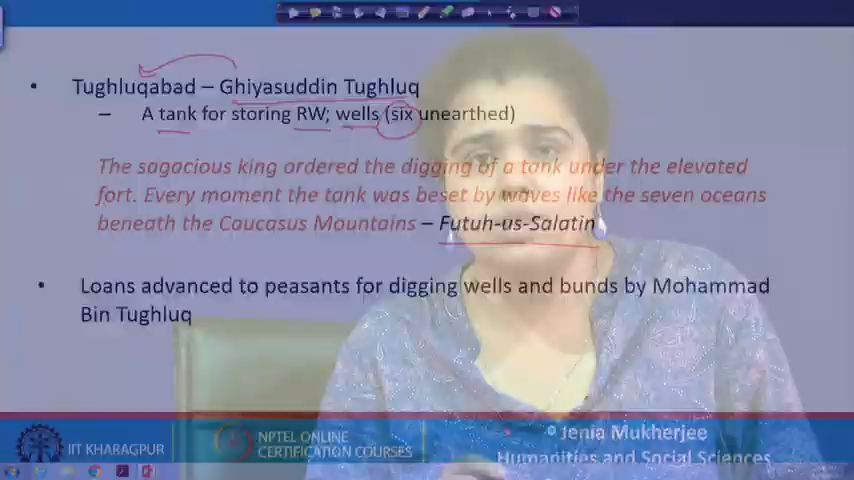 • Tughluqabad – Ghiyasuddin Tughluq
– A tank for storing RW; wells (six unearthed)
The sagacious king ordered the digging of a tank under the elevated
fort. Every moment the tank was beset by waves like the seven oceans
beneath the Caucasus Mountains – Futuh-us-Salatin
• Loans advanced to peasants for digging wells and bunds by Mohammad
Bin Tughluq
IIT KHARAGPUR
NPTEL ONLINE
CERTIFICATION COURSES
Jenia Mukherjee
Humanities and Social Sciences